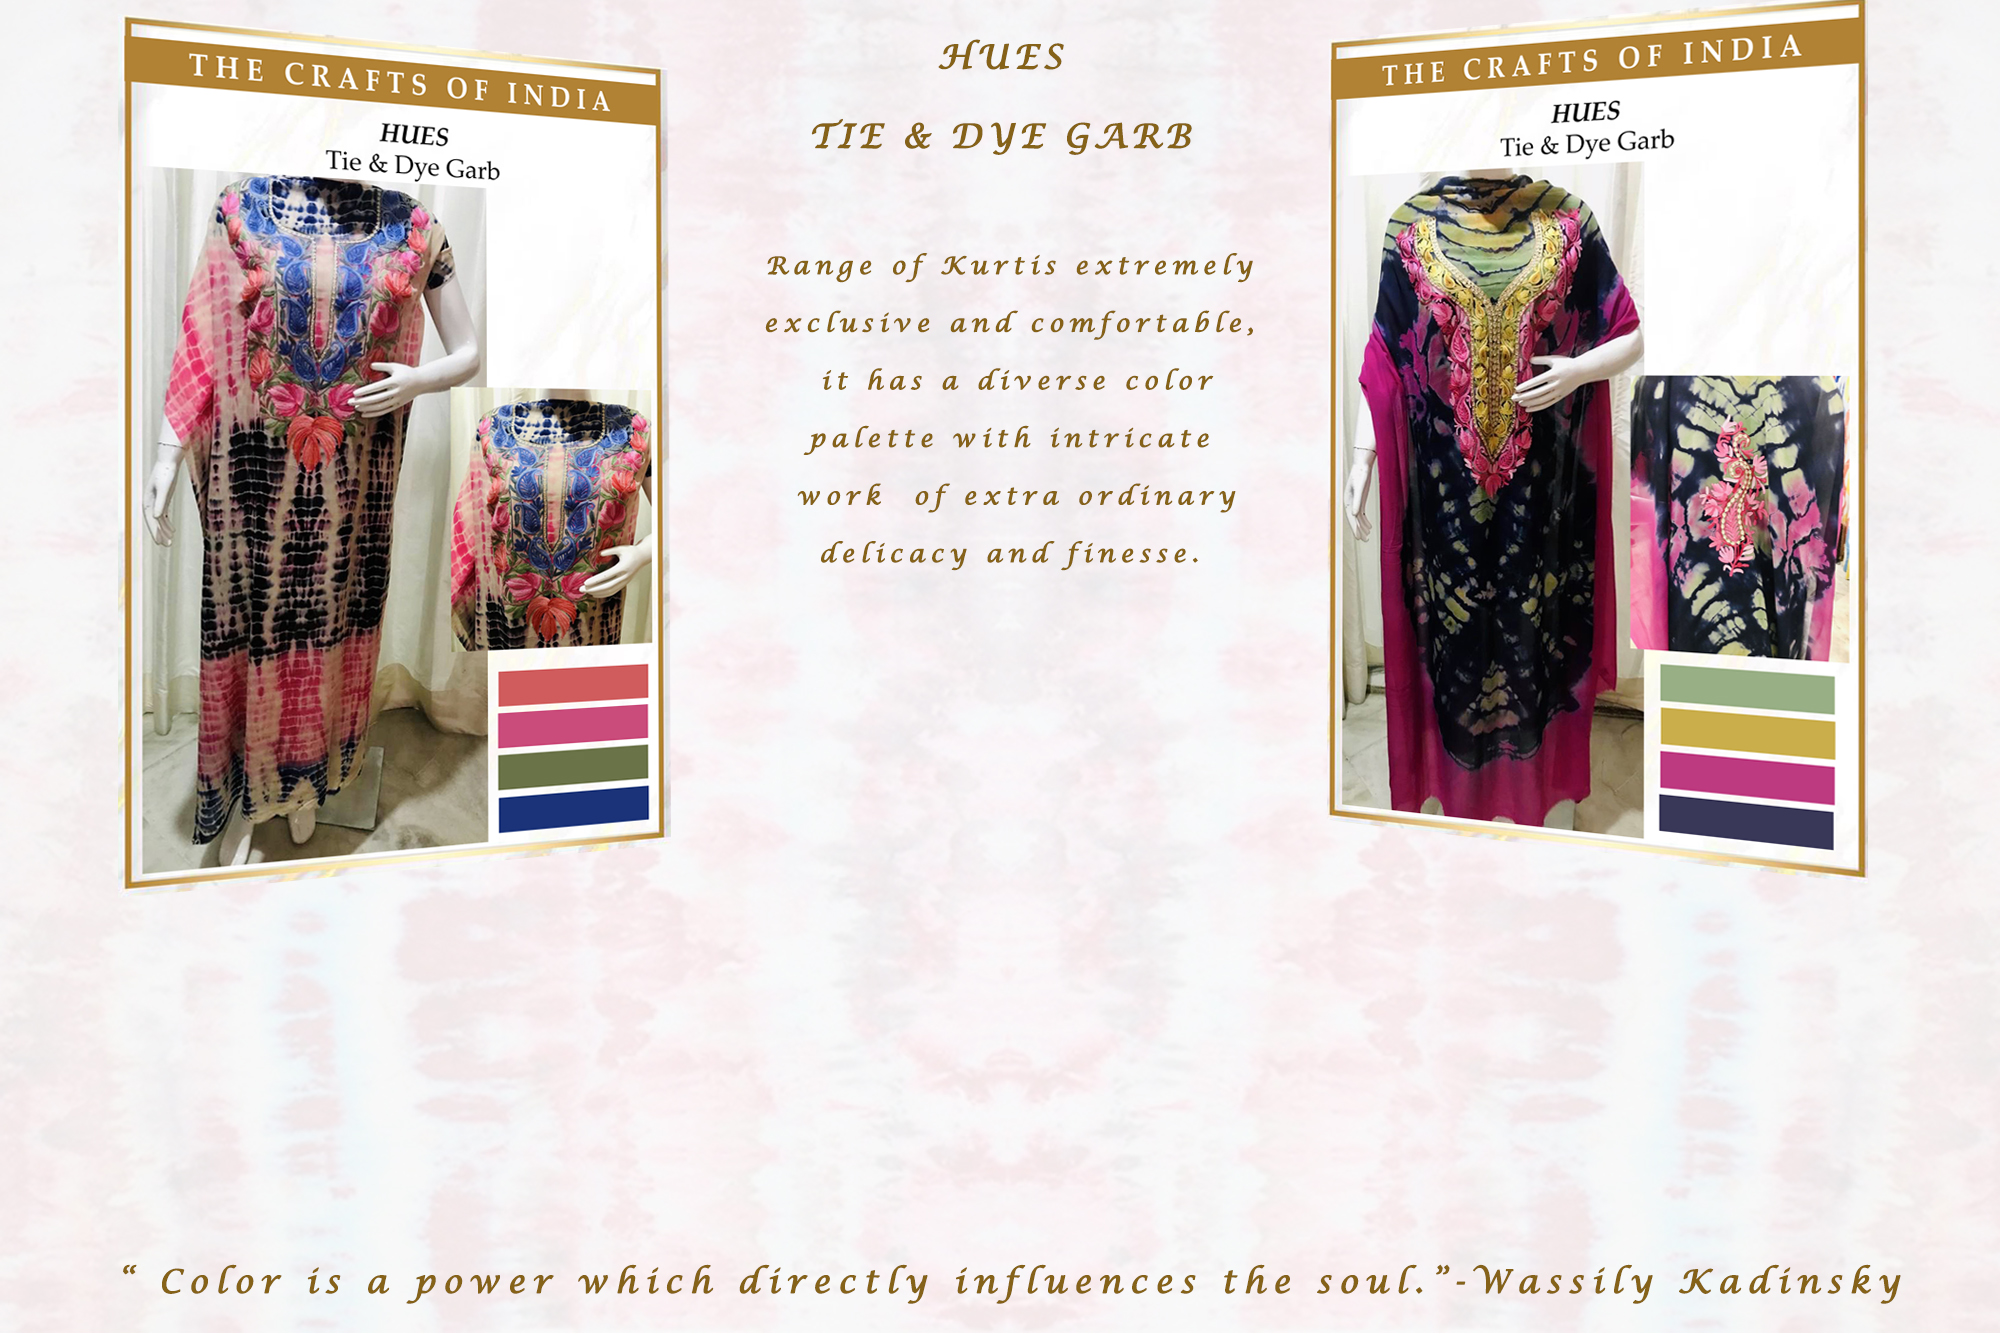 THE CRAFTS OF INDIA
HUES
Tie & Dye Garb
HUES
TIE & DYE GARB
Range of Kurtis extremely
exclusive and comfortable,
it has a diverse color
palette with intricate
work of extra ordinary
delicacy and finesse.
THE CRAFTS OF INDIA
HUES
Tie & Dye Garb
“ Color is a power which directly influences the soul.”-Wassily Kadinsky